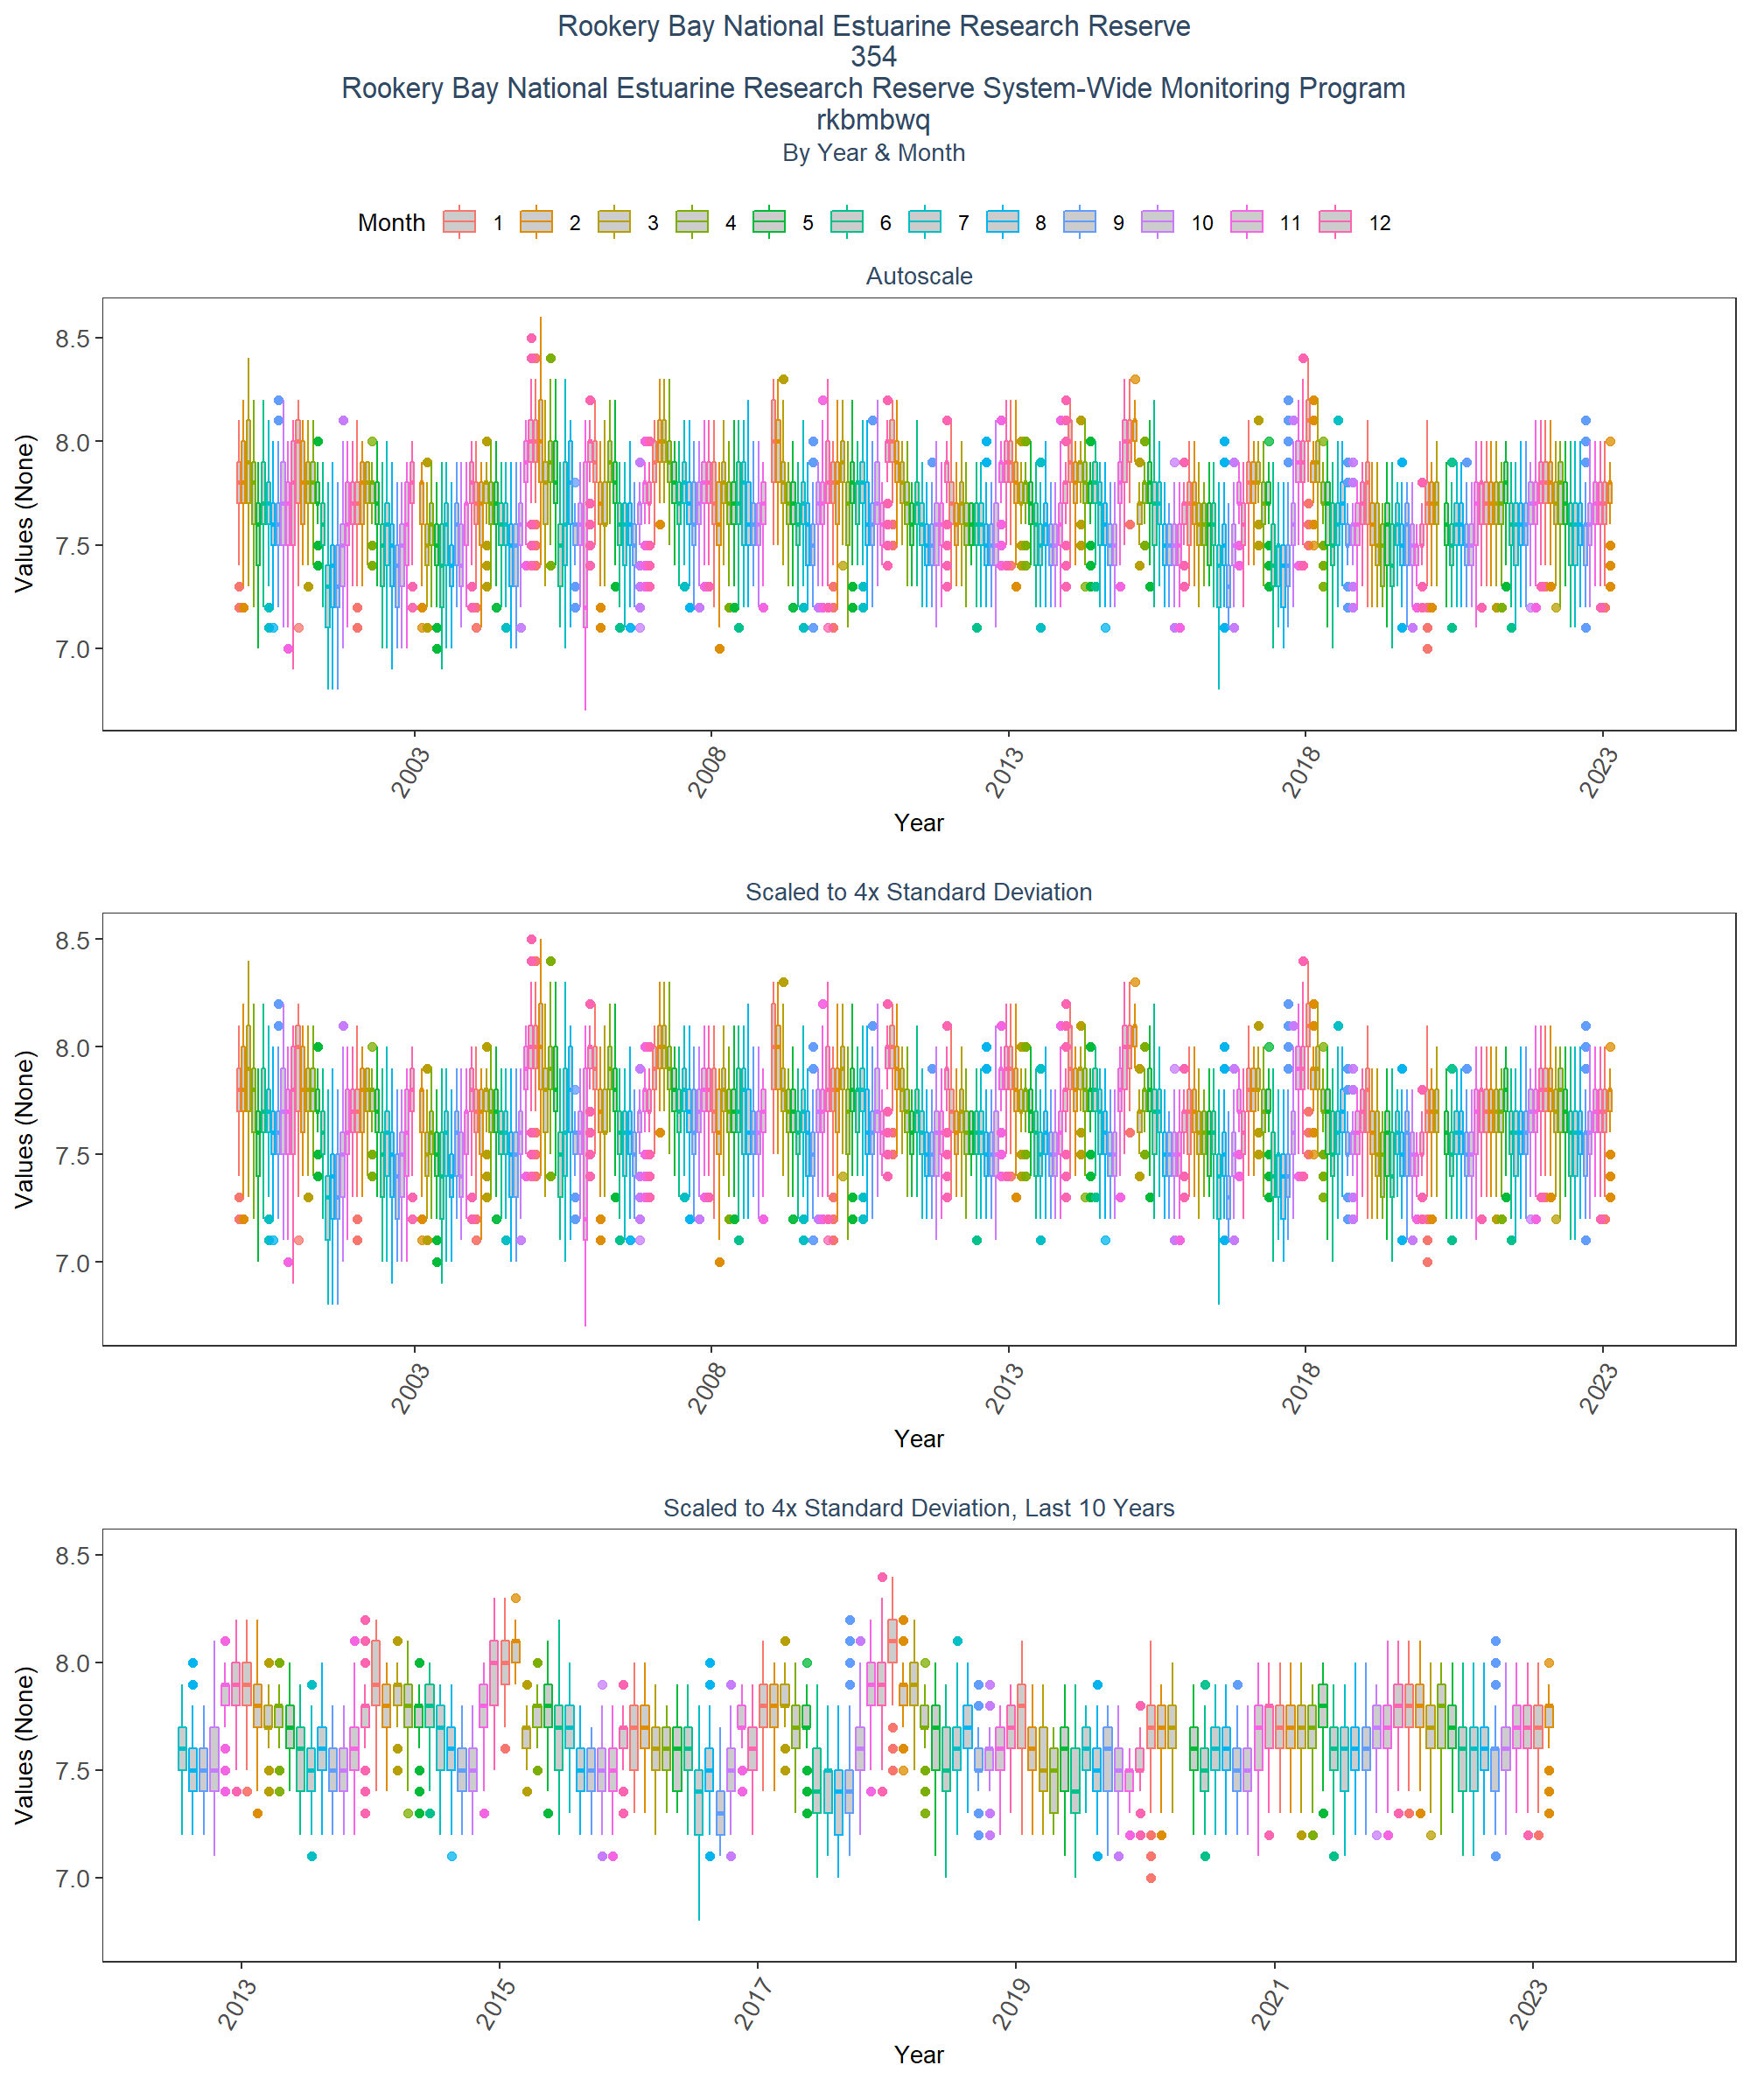 Rookery Bay National Estuarine Research Reserve
354
Rookery Bay National Estuarine Research Reserve System-Wide Monitoring Program
rkbmbwq
By Year & Month
Month 1 2 3 4 5 6 7 8 9 10 11 12
Autoscale
Values (None)
8.5
8.0
7.5
7.0
2003 2008 2013 2018 2023
Year
Scaled to 4x Standard Deviation
Values (None)
8.5
8.0
7.5
7.0
2003 2008 2013 2018 2023
Year
Scaled to 4x Standard Deviation, Last 10 Years
Values (None)
8.5
8.0
7.5
7.0
2013 2015 2017 2019 2021 2023
Year